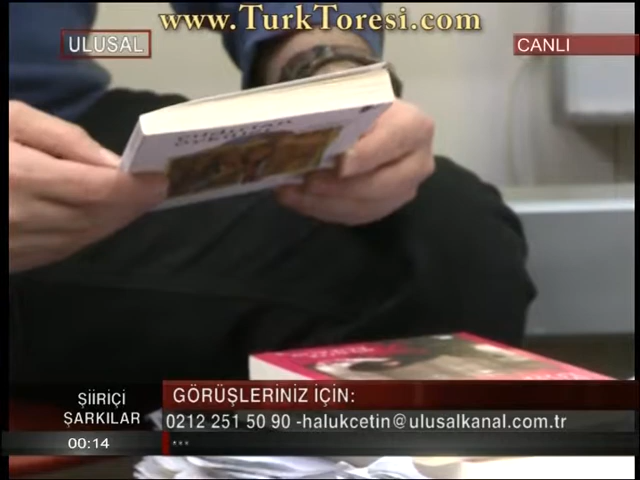 www.TurkToresi.com
ULUSAL
CANLI
ŞİİRİÇİ
ŞARKILAR
GÖRÜŞLERİNİZ İÇİN:
0212 251 50 90 -halukcetin@ulusalkanal.com.tr
00:14
...